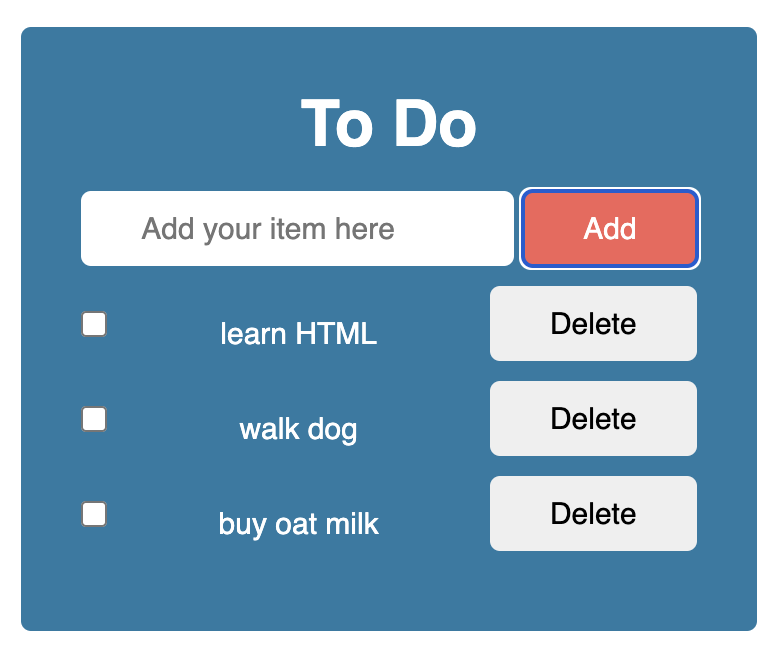 To Do
Add your item here Add
learn HTML Delete
walk dog Delete
buy oat milk Delete